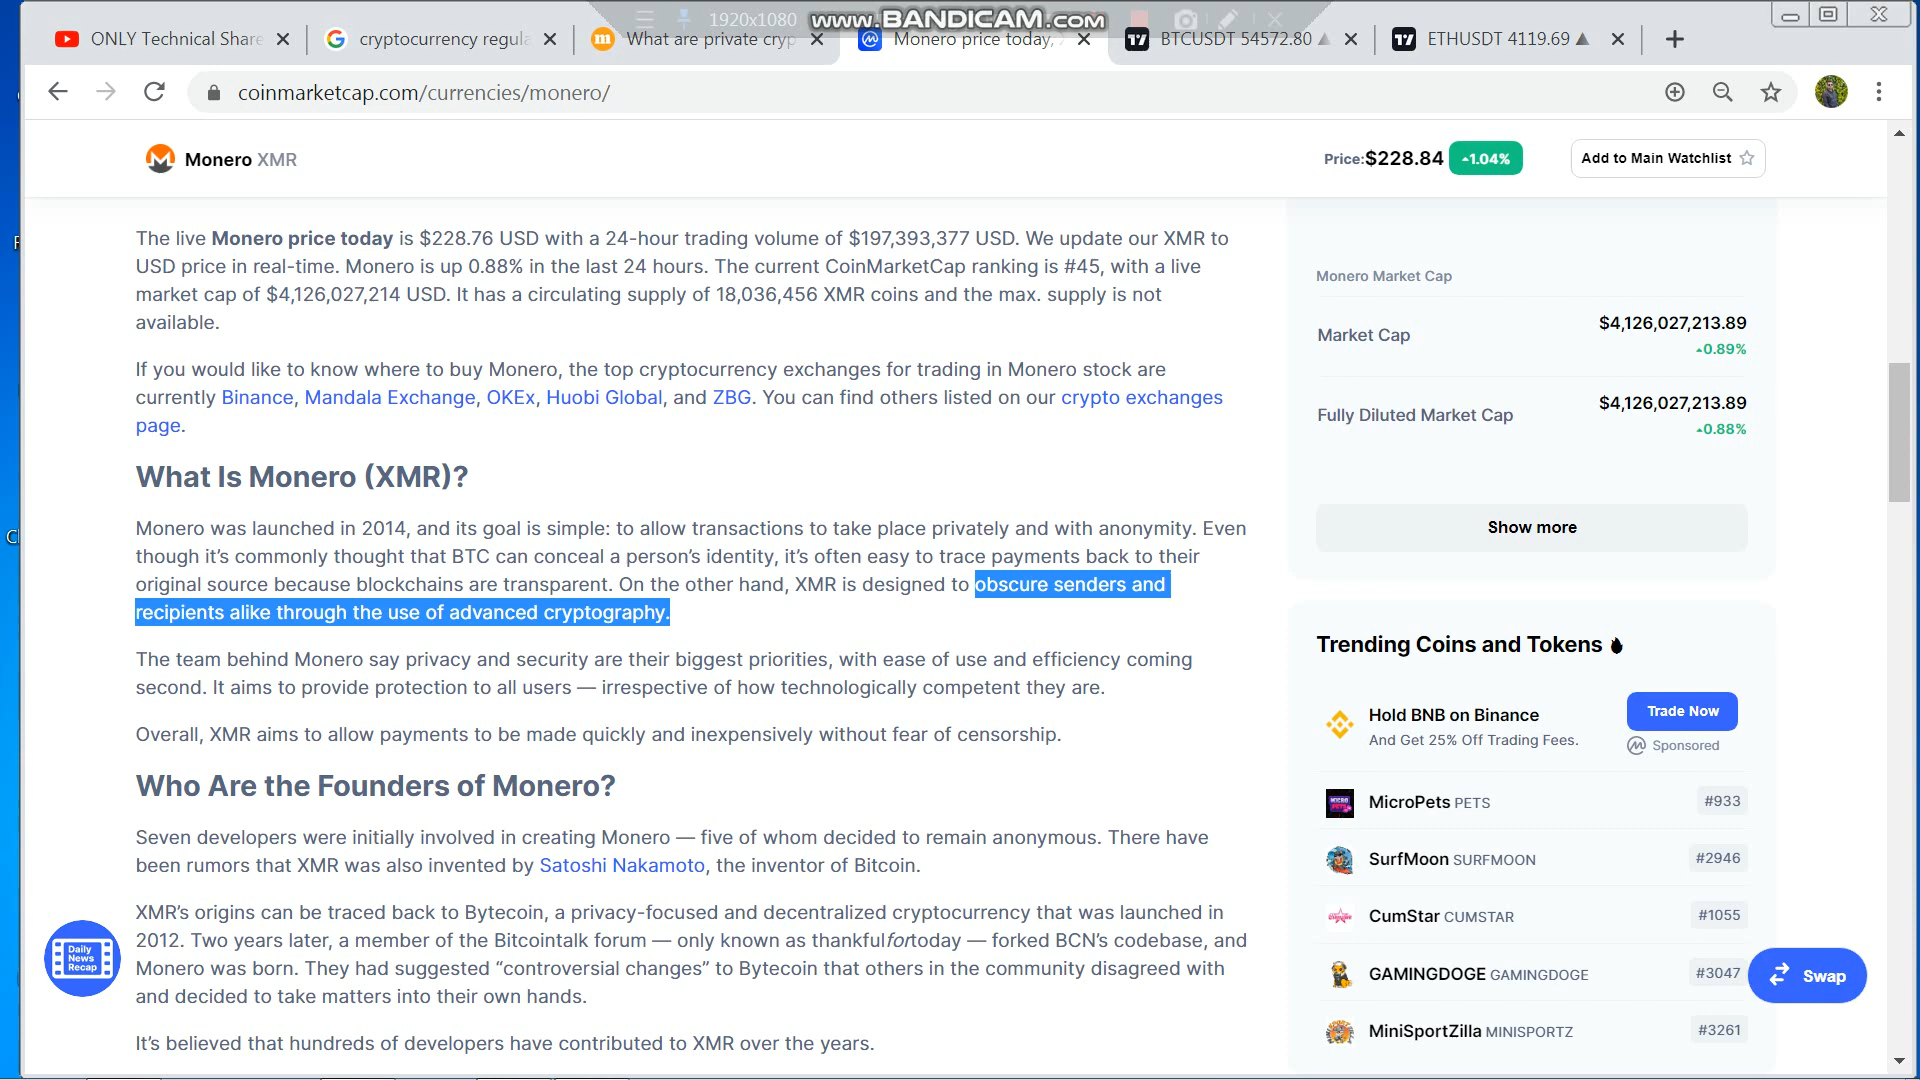 1920x1080
www.BANDICAM.com
ONLY Technical Share
cryptocurrency regula
What are private cryp
Monero price today,
BTCUSDT 54572.80
ETHUSDT 4119.69
coinmarketcap.com/currencies/monero/
Monero XMR
Price:$228.84
1.04%
Add to Main Watchlist
The live Monero price today is $228.76 USD with a 24-hour trading volume of $197,393,377 USD. We update our XMR to
USD price in real-time. Monero is up 0.88% in the last 24 hours. The current CoinMarketCap ranking is #45, with a live
market cap of $4,126,027,214 USD. It has a circulating supply of 18,036,456 XMR coins and the max. supply is not
available.
If you would like to know where to buy Monero, the top cryptocurrency exchanges for trading in Monero stock are
currently Binance, Mandala Exchange, OKEx, Huobi Global, and ZBG. You can find others listed on our crypto exchanges
page.
What Is Monero (XMR)?
Monero was launched in 2014, and its goal is simple: to allow transactions to take place privately and with anonymity. Even
though it’s commonly thought that BTC can conceal a person’s identity, it’s often easy to trace payments back to their
original source because blockchains are transparent. On the other hand, XMR is designed to obscure senders and
recipients alike through the use of advanced cryptography.
The team behind Monero say privacy and security are their biggest priorities, with ease of use and efficiency coming
second. It aims to provide protection to all users — irrespective of how technologically competent they are.
Overall, XMR aims to allow payments to be made quickly and inexpensively without fear of censorship.
Who Are the Founders of Monero?
Seven developers were initially involved in creating Monero — five of whom decided to remain anonymous. There have
been rumors that XMR was also invented by Satoshi Nakamoto, the inventor of Bitcoin.
XMR’s origins can be traced back to Bytecoin, a privacy-focused and decentralized cryptocurrency that was launched in
2012. Two years later, a member of the Bitcointalk forum — only known as thankfulfortoday — forked BCN’s codebase, and
Monero was born. They had suggested “controversial changes” to Bytecoin that others in the community disagreed with
and decided to take matters into their own hands.
It’s believed that hundreds of developers have contributed to XMR over the years.
Daily
News
Recap
Monero Market Cap
Market Cap
$4,126,027,213.89
0.89%
Fully Diluted Market Cap
$4,126,027,213.89
0.88%
Show more
Trending Coins and Tokens
Hold BNB on Binance
And Get 25% Off Trading Fees.
Trade Now
Sponsored
MicroPets PETS
#933
SurfMoon SURFMOON
#2946
CumStar CUMSTAR
#1055
GAMINGDOGE GAMINGDOGE
#3047
MiniSportZilla MINISPORTZ
#3261
Swap